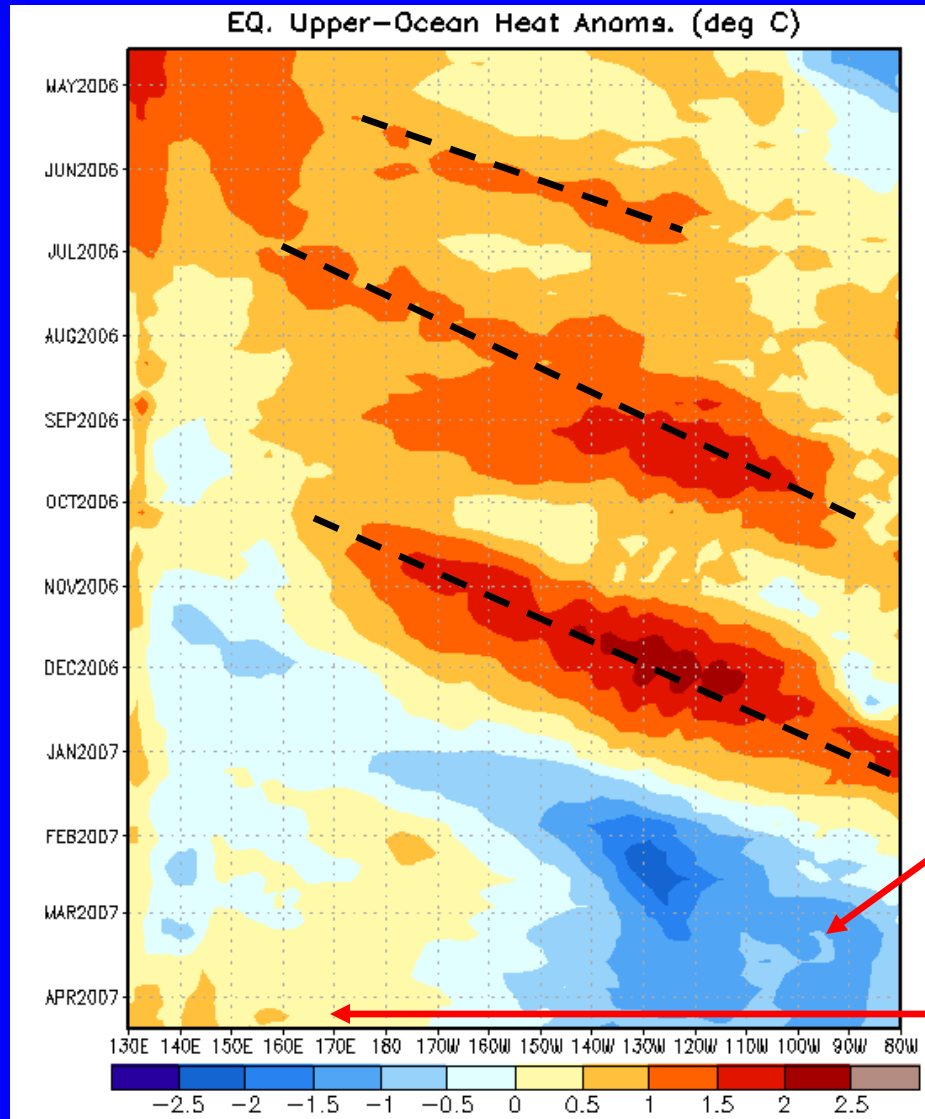 EQ. Upper-Ocean Heat Anoms. (deg C)
MAY2006
JUN2006
JUL2006
AUG2006
SEP2006
OCT2006
NOV2006
DEC2006
JAN2007
FEB2007
MAR2007
APR2007
130E 140E 150E 160E 170E 180 170W 160W 150W 140W 130W 120W 110W 100W 90W 80W
-2.5 -2 -1.5 -1 -0.5 0 0.5 1 1.5 2 2.5